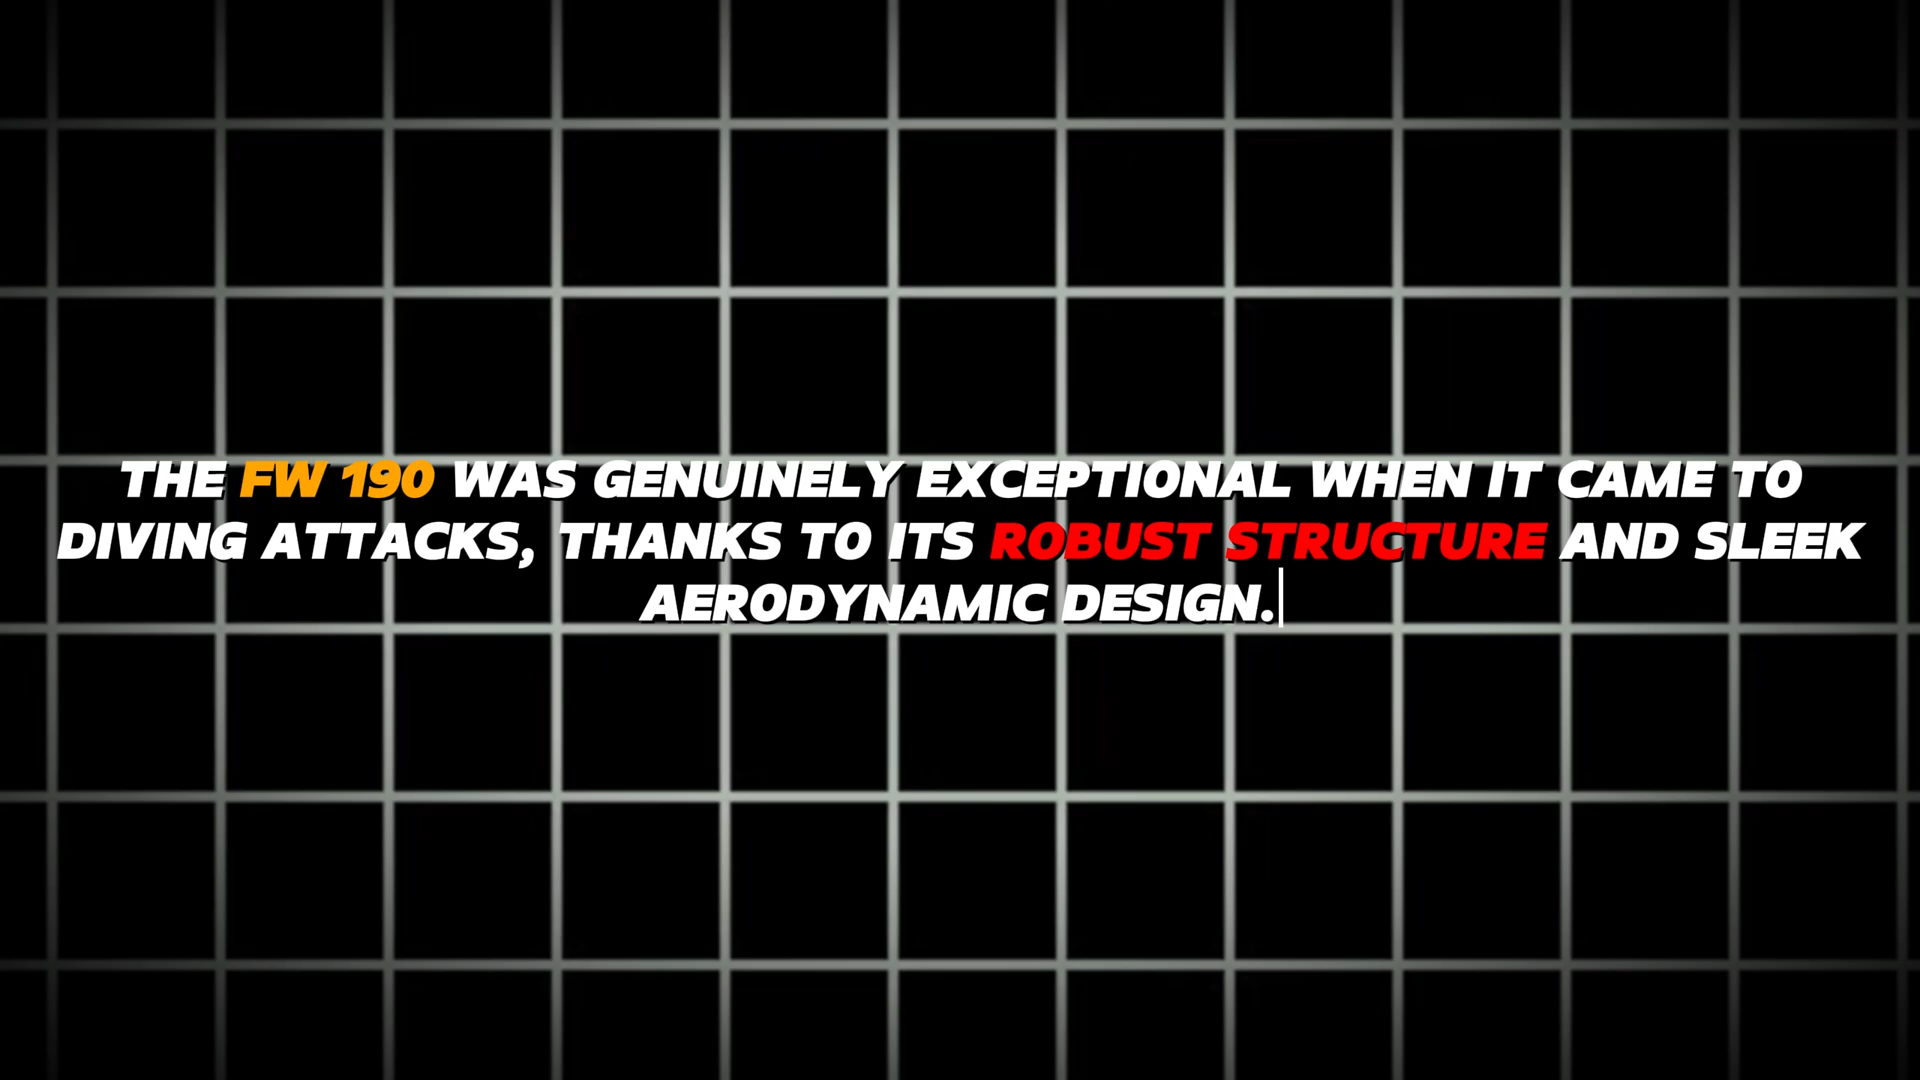 THE FW 190 WAS GENUINELY EXCEPTIONAL WHEN IT CAME TO
DIVING ATTACKS, THANKS TO ITS ROBUST STRUCTURE AND SLEEK
AERODYNAMIC DESIGN.